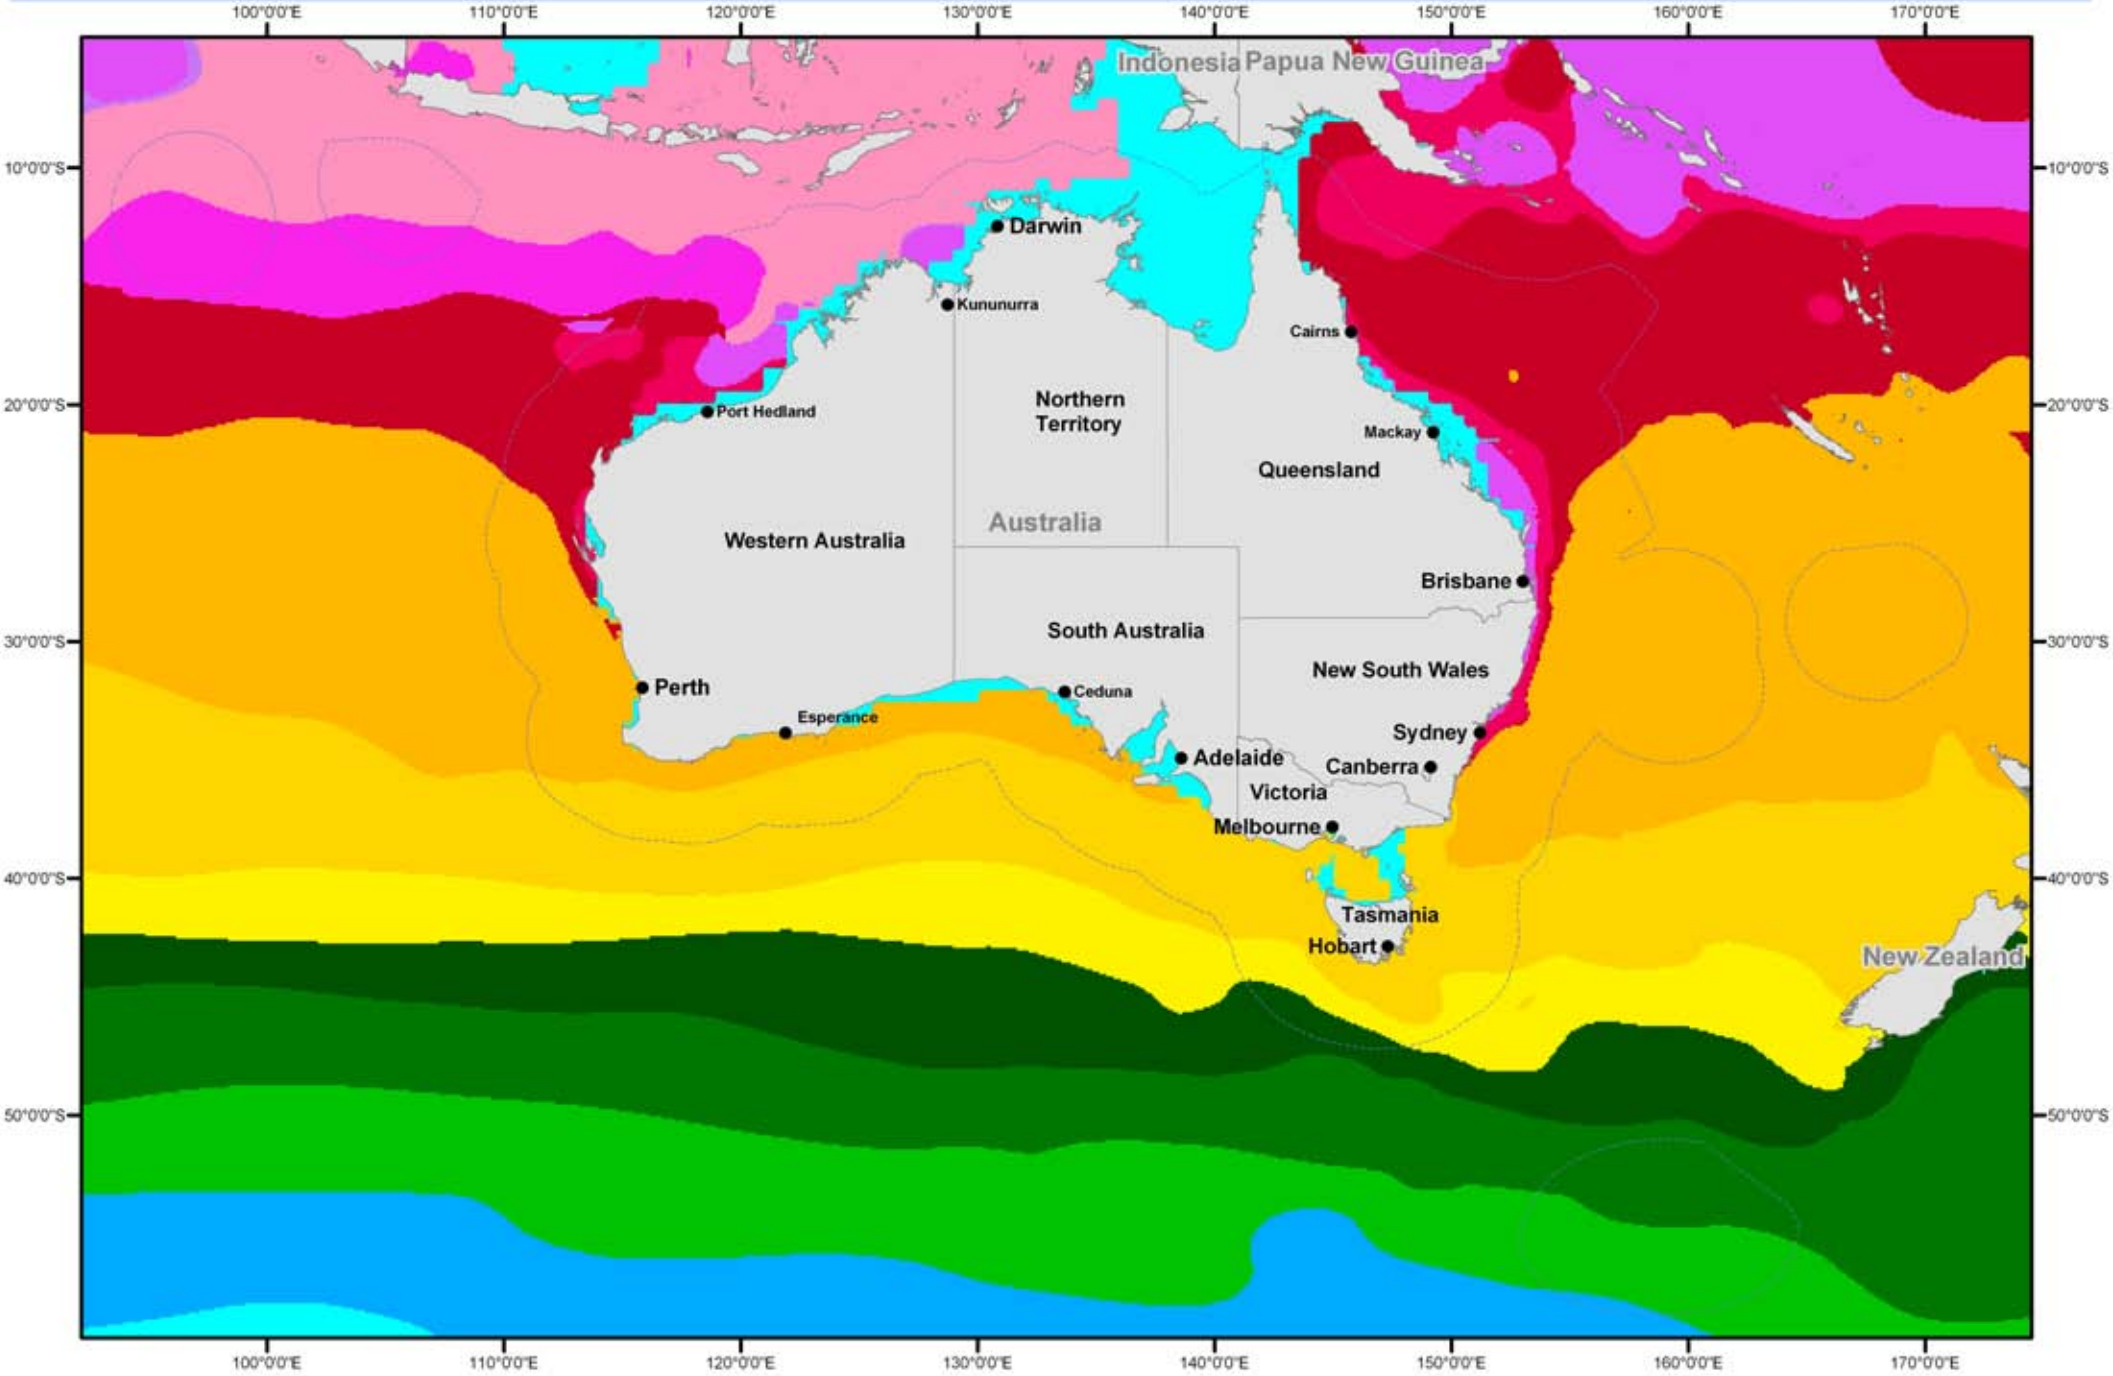 100°0'0"E 110°0'0"E 120°0'0"E 130°0'0"E 140°0'0"E 150°0'0"E 160°0'0"E 170°0'0"E
Indonesia Papua New Guinea
10°0'0"S 10°0'0"S
Darwin
Kununurra
Cairns
Northern
Territory
20°0'0"S Port Hedland 20°0'0"S
Mackay
Queensland
Australia
Western Australia
Brisbane
South Australia
30°0'0"S 30°0'0"S
New South Wales
Perth
Ceduna
Esperance
Sydney
Adelaide
Canberra
Victoria
Melbourne
40°0'0"S 40°0'0"S
Tasmania
Hobart
New Zealand
50°0'0"S 50°0'0"S
100°0'0"E 110°0'0"E 120°0'0"E 130°0'0"E 140°0'0"E 150°0'0"E 160°0'0"E 170°0'0"E